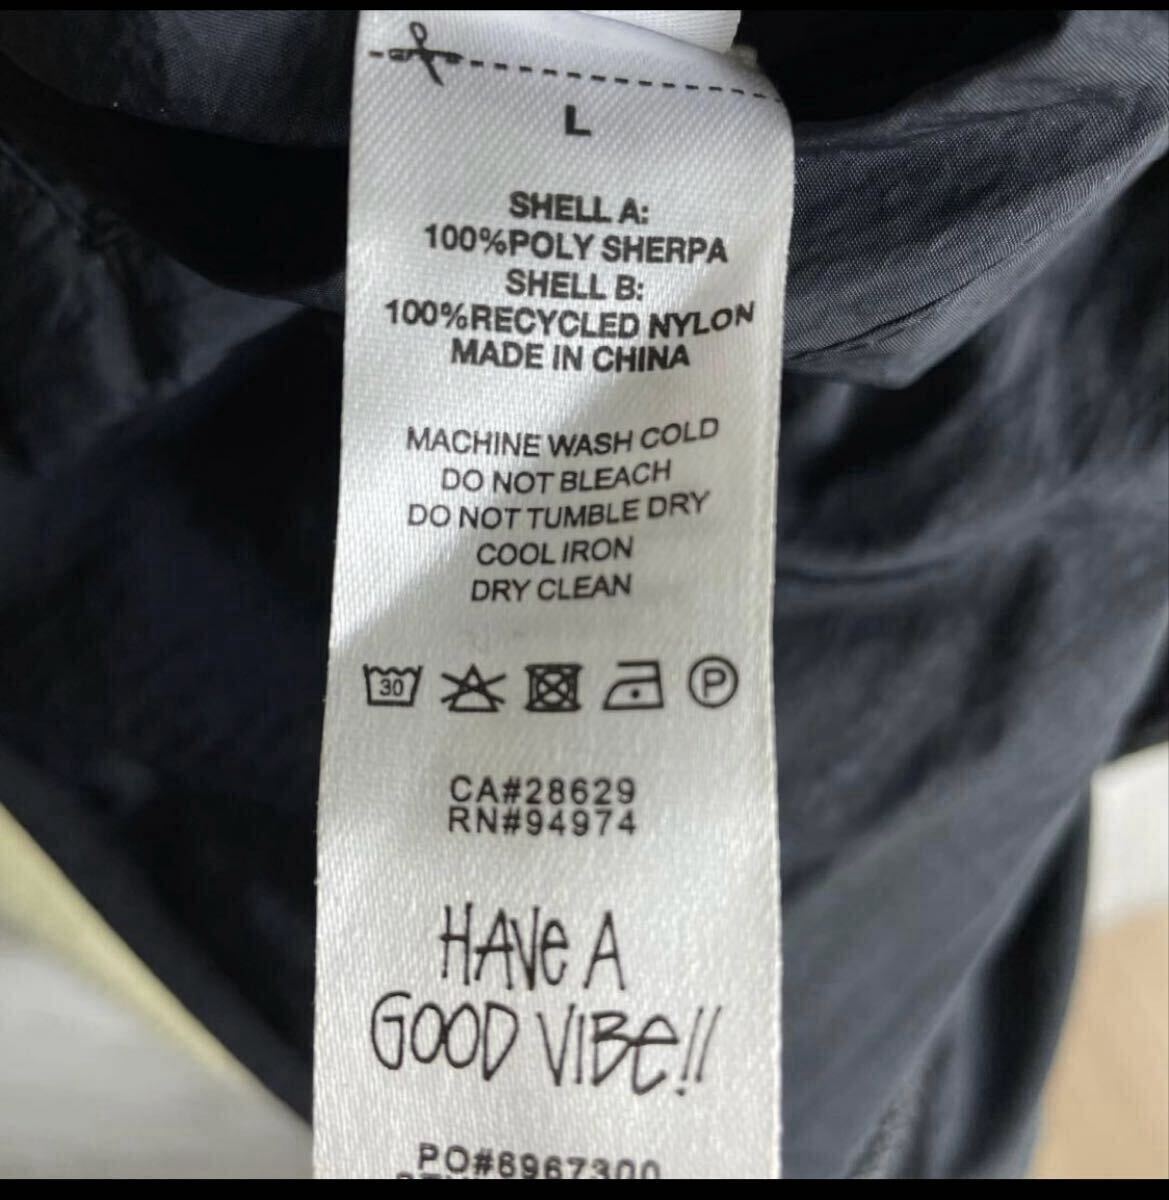 L
SHELL A:
100%POLY SHERPA
SHELL B:
100%RECYCLED NYLON
MADE IN CHINA
MACHINE WASH COLD
DO NOT BLEACH
DO NOT TUMBLE DRY
COOL IRON
DRY CLEAN
30 P
CA#28629
RN#94974
HAVe A
GOOD VIBe!!
PO#6967300